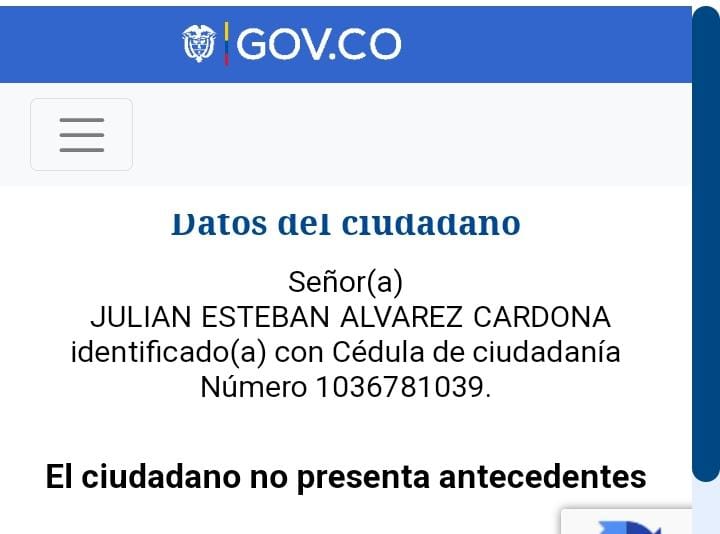 GOV.CO
Datos del ciudadano
Señor(a)
JULIAN ESTEBAN ALVAREZ CARDONA
identificado(a) con Cédula de ciudadanía
Número 1036781039.
El ciudadano no presenta antecedentes